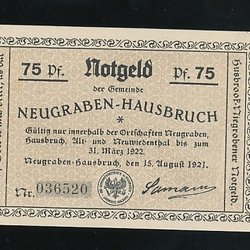 75 Pf. Notgeld Pf. 75
der Gemeinde
NEUGRABEN-HAUSBRUCH
Gültig nur innerhalb der Ortschaften Neugraben,
Hausbruch, Alt- und Neuwiedenthal bis zum
31. März 1922.
Neugraben-Hausbruch, den 15. August 1921.
Nr. 036520